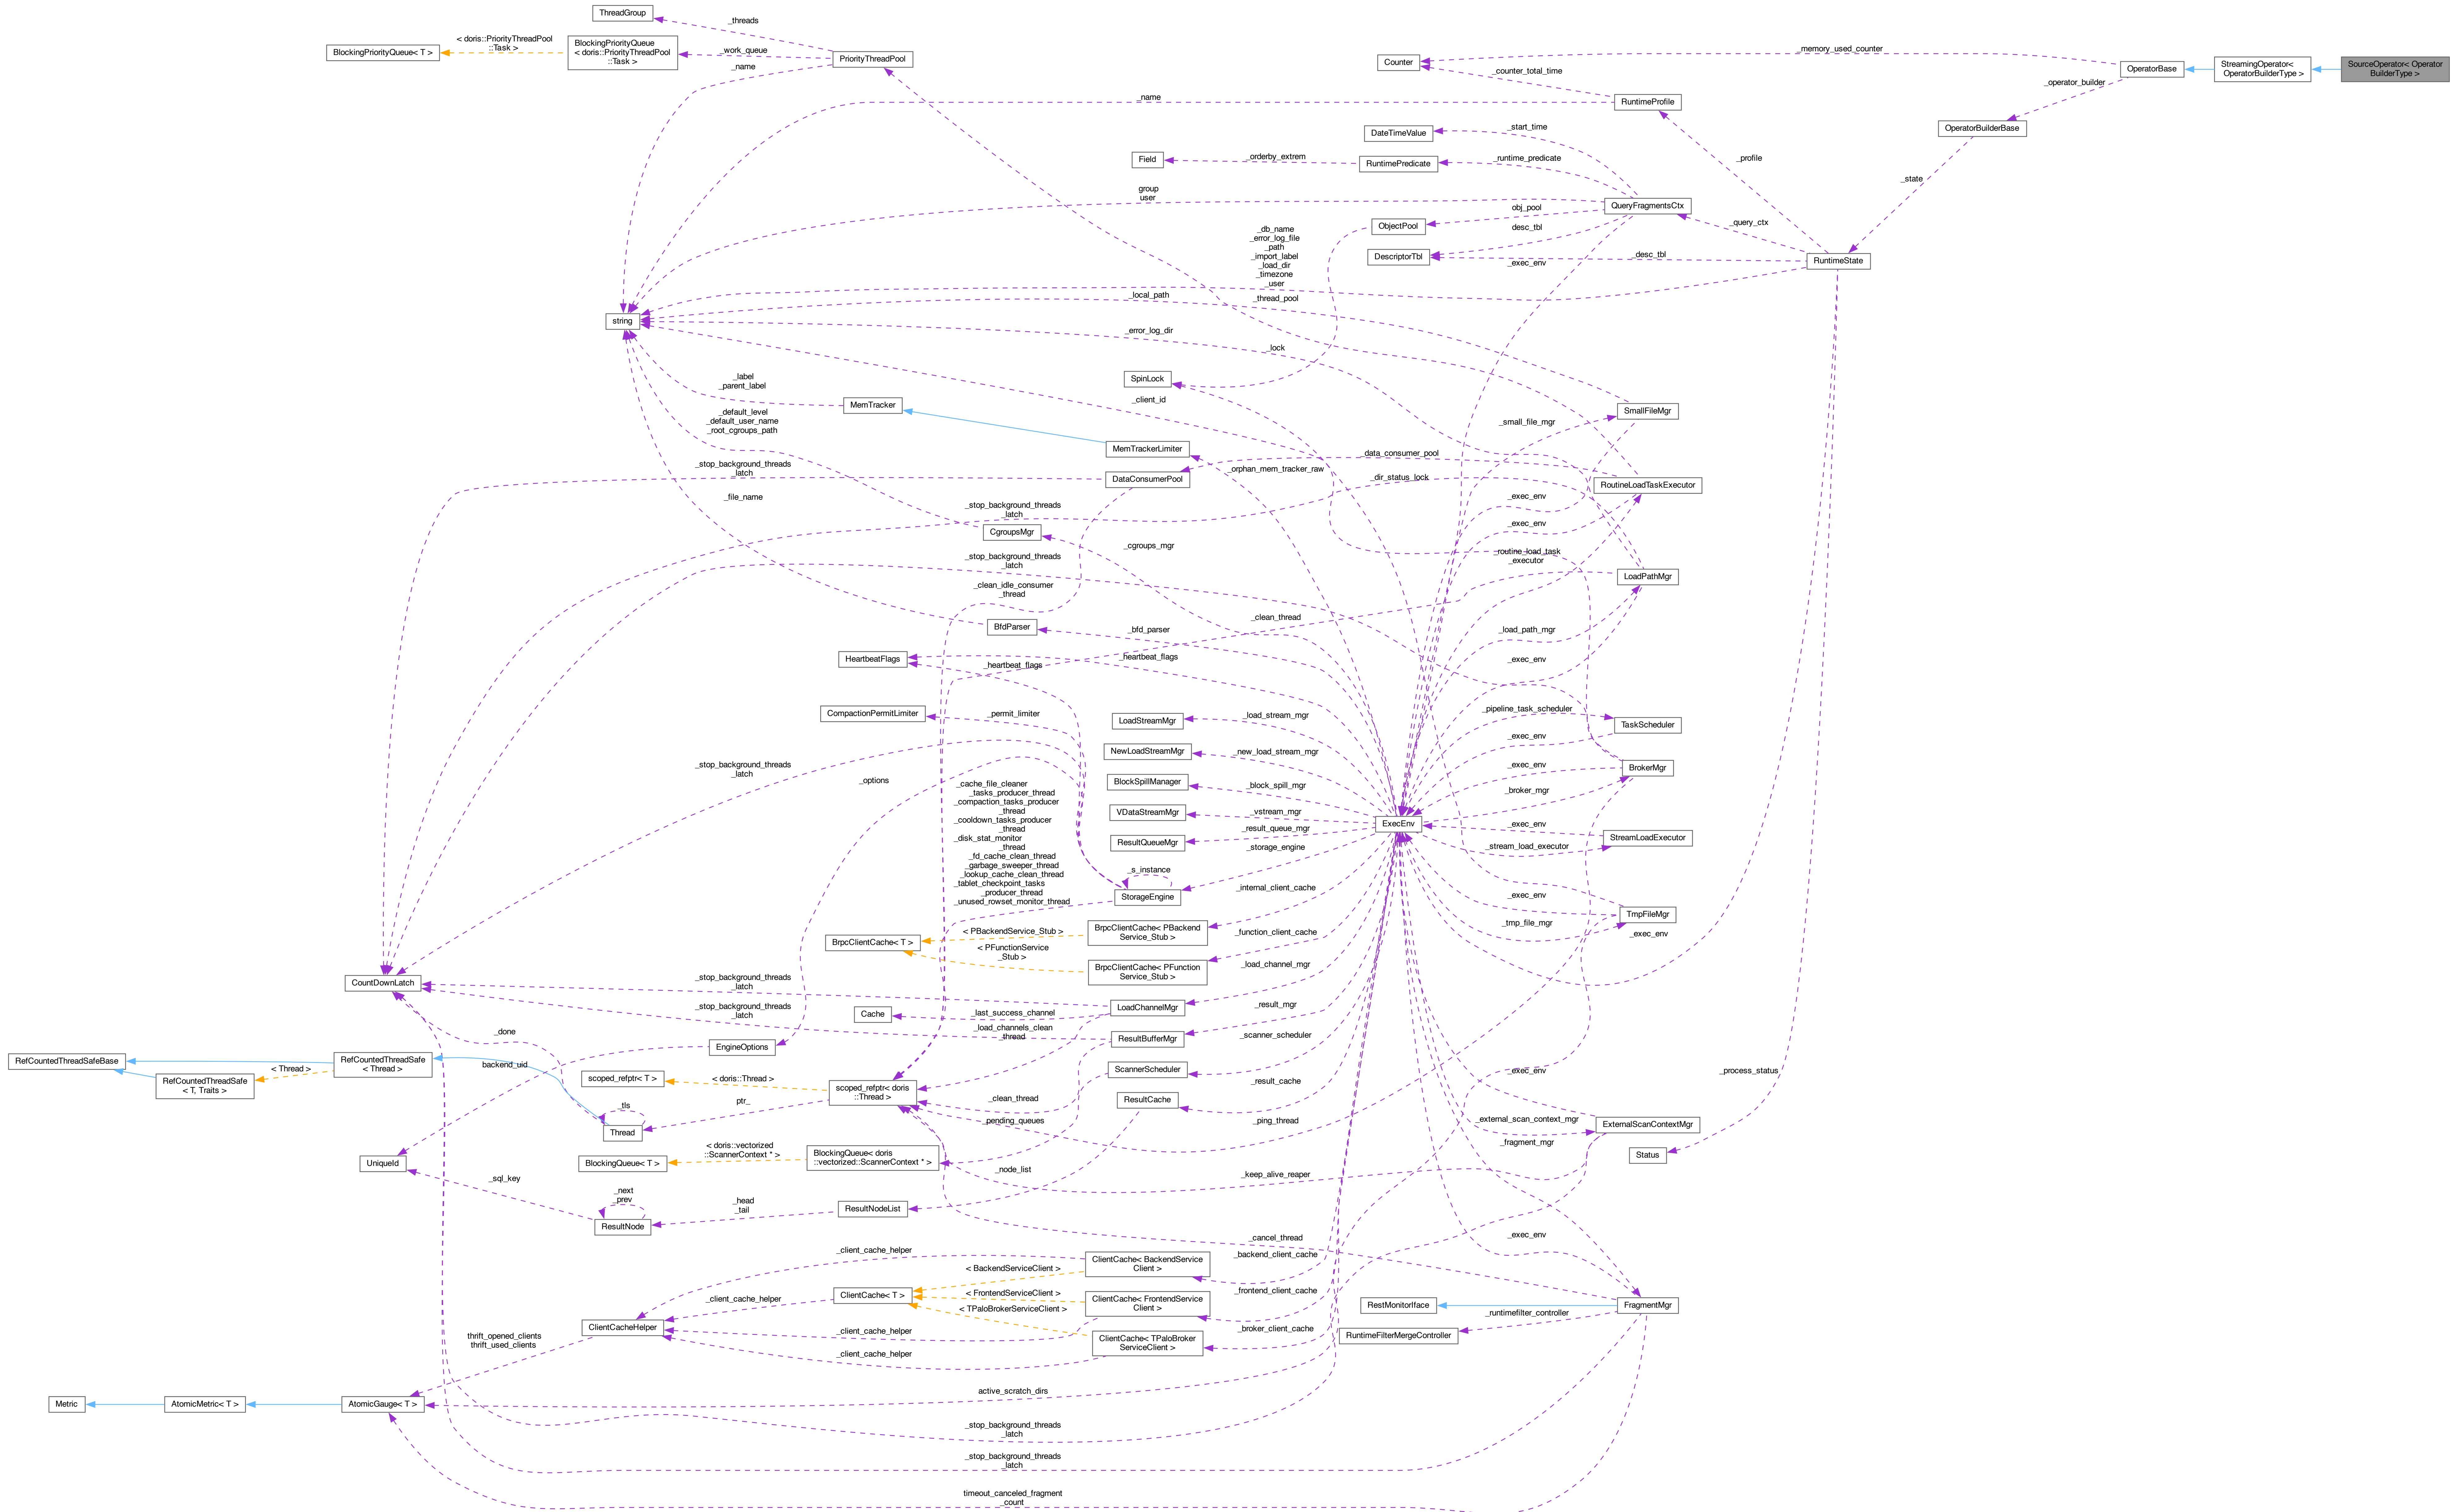 ThreadGroup
_threads
BlockingPriorityQueue< T >
< doris::PriorityThreadPool
::Task >
BlockingPriorityQueue
< doris::PriorityThreadPool
::Task >
_work_queue
_name
PriorityThreadPool
Counter
_memory_used_counter
_counter_total_time
OperatorBase
StreamingOperator<
OperatorBuilderType >
SourceOperator< Operator
BuilderType >
_operator_builder
_name
RuntimeProfile
DateTimeValue
_start_time
OperatorBuilderBase
Field
_orderby_extrem
RuntimePredicate
_runtime_predicate
_profile
_state
group
user
QueryFragmentsCtx
obj_pool
ObjectPool
desc_tbl
_query_ctx
DescriptorTbl
_desc_tbl
RuntimeState
_exec_env
_db_name
_error_log_file
_path
_import_label
_load_dir
_timezone
_user
_local_path
_thread_pool
string
_error_log_dir
_lock
SpinLock
_label
_parent_label
MemTracker
_client_id
SmallFileMgr
_small_file_mgr
_default_level
_default_user_name
_root_cgroups_path
MemTrackerLimiter
_data_consumer_pool
_orphan_mem_tracker_raw
_stop_background_threads
_latch
DataConsumerPool
_dir_status_lock
RoutineLoadTaskExecutor
_file_name
_exec_env
_stop_background_threads
_latch
CgroupsMgr
_exec_env
_cgroups_mgr
_routine_load_task
_executor
_stop_background_threads
_latch
LoadPathMgr
_clean_idle_consumer
_thread
_clean_thread
BfdParser
_bfd_parser
_load_path_mgr
HeartbeatFlags
_heartbeat_flags
_heartbeat_flags
_exec_env
CompactionPermitLimiter
_permit_limiter
LoadStreamMgr
_load_stream_mgr
_pipeline_task_scheduler
TaskScheduler
NewLoadStreamMgr
_new_load_stream_mgr
_exec_env
_stop_background_threads
_latch
_options
BlockSpillManager
_block_spill_mgr
_exec_env
BrokerMgr
_broker_mgr
_cache_file_cleaner
_tasks_producer_thread
_compaction_tasks_producer
_thread
_cooldown_tasks_producer
_thread
_disk_stat_monitor
_thread
_fd_cache_clean_thread
_garbage_sweeper_thread
_lookup_cache_clean_thread
_tablet_checkpoint_tasks
_producer_thread
_unused_rowset_monitor_thread
VDataStreamMgr
_vstream_mgr
ExecEnv
_exec_env
StreamLoadExecutor
ResultQueueMgr
_result_queue_mgr
_stream_load_executor
_storage_engine
_s_instance
StorageEngine
_internal_client_cache
_exec_env
TmpFileMgr
_tmp_file_mgr
_exec_env
BrpcClientCache< T >
< PBackendService_Stub >
BrpcClientCache< PBackend
Service_Stub >
_function_client_cache
< PFunctionService
_Stub >
BrpcClientCache< PFunction
Service_Stub >
_load_channel_mgr
CountDownLatch
_stop_background_threads
_latch
LoadChannelMgr
_result_mgr
Cache
_last_success_channel
_stop_background_threads
_latch
_load_channels_clean
_thread
ResultBufferMgr
_scanner_scheduler
_done
EngineOptions
RefCountedThreadSafeBase
RefCountedThreadSafe
< Thread >
< Thread >
RefCountedThreadSafe
< T, Traits >
backend_uid
scoped_refptr< T >
< doris::Thread >
scoped_refptr< doris
::Thread >
ScannerScheduler
_exec_env
_process_status
_result_cache
_clean_thread
ptr_
_tls
Thread
ResultCache
_pending_queues
_ping_thread
_external_scan_context_mgr
ExternalScanContextMgr
_fragment_mgr
Status
UniqueId
BlockingQueue< T >
< doris::vectorized
::ScannerContext * >
BlockingQueue< doris
::vectorized::ScannerContext * >
_node_list
_keep_alive_reaper
_sql_key
_next
_prev
ResultNode
_head
_tail
ResultNodeList
_cancel_thread
_exec_env
_client_cache_helper
ClientCache< BackendService
Client >
_backend_client_cache
< BackendServiceClient >
ClientCache< T >
< FrontendServiceClient >
ClientCache< FrontendService
Client >
_frontend_client_cache
_client_cache_helper
< TPaloBrokerServiceClient >
RestMonitorIface
FragmentMgr
_runtimefilter_controller
ClientCacheHelper
_client_cache_helper
_broker_client_cache
RuntimeFilterMergeController
thrift_opened_clients
thrift_used_clients
ClientCache< TPaloBroker
ServiceClient >
_client_cache_helper
active_scratch_dirs
Metric
AtomicMetric< T >
AtomicGauge< T >
_stop_background_threads
_latch
_stop_background_threads
_latch
timeout_canceled_fragment
_count